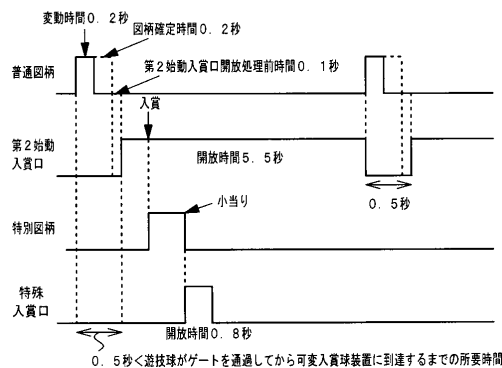 変動時間0.2秒
図柄確定時間0.2秒
普通図柄
第2始動入賞口開放処理前時間0.1秒
入賞
第2始動
入賞口
開放時間5.5秒
0.5秒
小当り
特別図柄
特殊
入賞口
開放時間0.8秒
0.5秒<遊技球がゲートを通過してから可変入賞球装置に到達するまでの所要時間